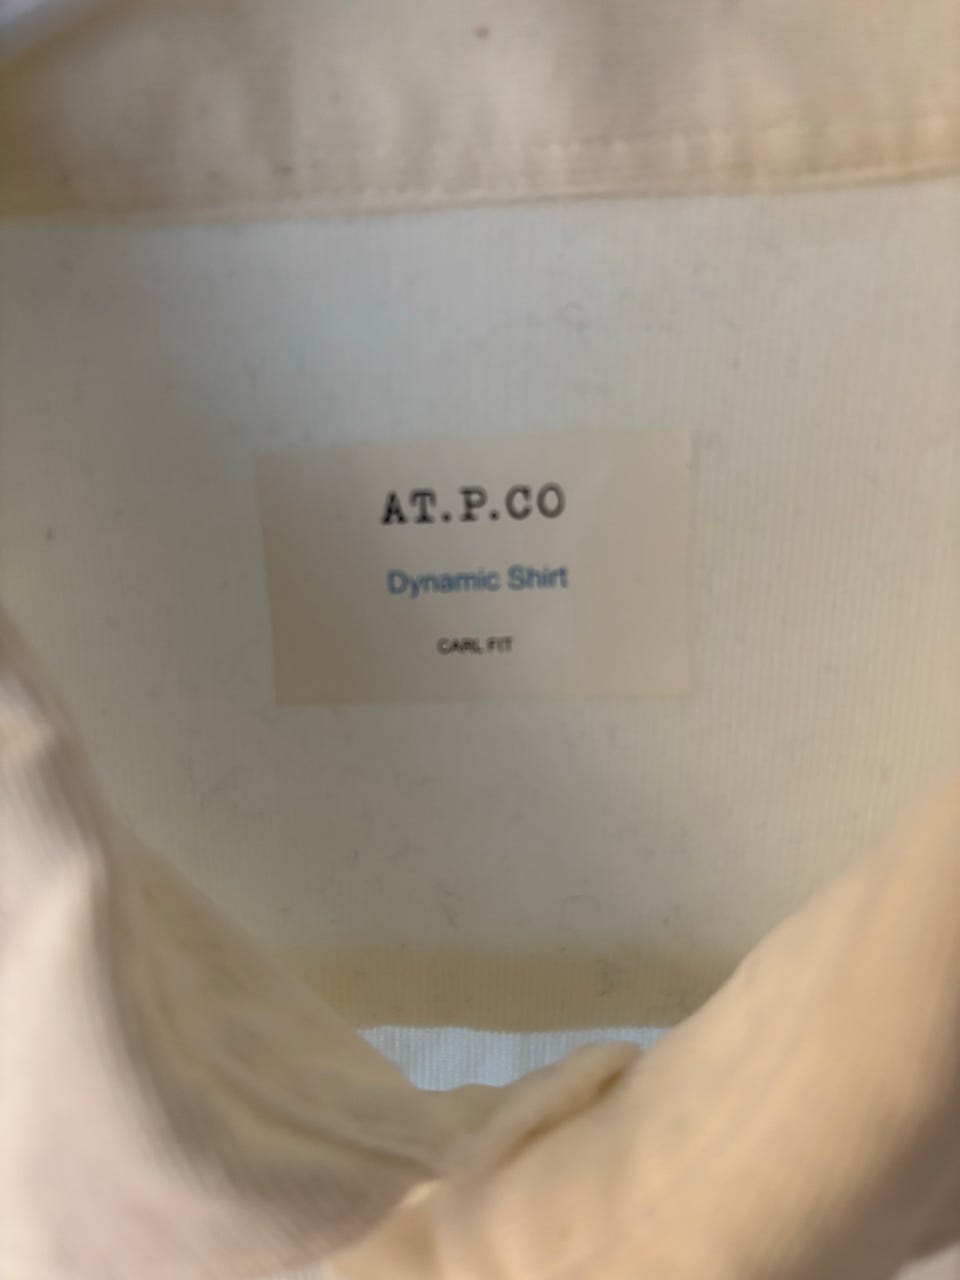 AT.P.CO
Dynamic Shirt
CARL FIT